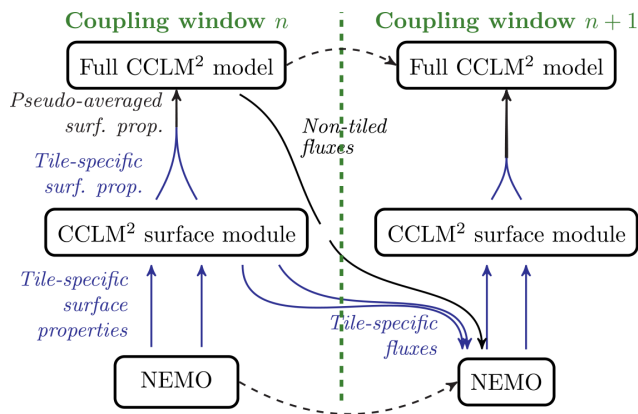 Coupling window n
Coupling window n + 1
Full CCLM² model
Full CCLM² model
Pseudo-averaged
surf. prop.
Non-tiled
fluxes
Tile-specific
surf. prop.
CCLM² surface module
CCLM² surface module
Tile-specific
surface
properties
Tile-specific
fluxes
NEMO
NEMO